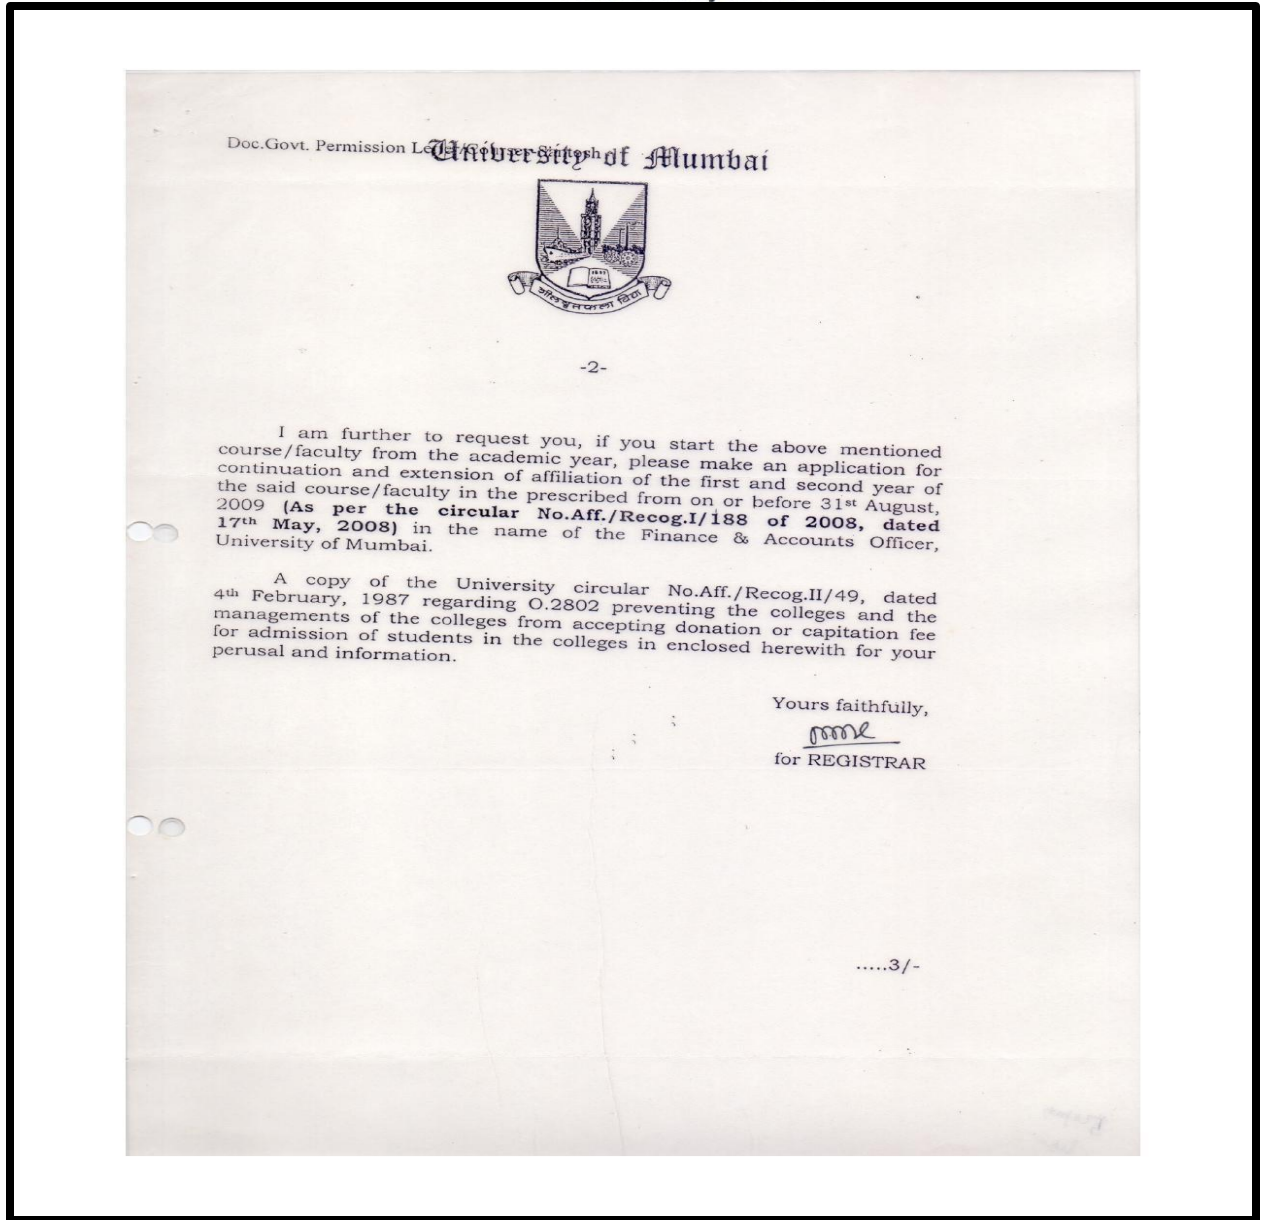 Doc.Govt. Permission Letter/Courses-Santosh
University of Mumbai
शीलवृत्तफला विद्या
-2-
I am further to request you, if you start the above mentioned
course/faculty from the academic year, please make an application for
continuation and extension of affiliation of the first and second year of
the said course/faculty in the prescribed from on or before 31st August,
2009 (As per the circular No.Aff./Recog.I/188 of 2008, dated
17th May, 2008) in the name of the Finance & Accounts Officer,
University of Mumbai.
A copy of the University circular No.Aff./Recog.II/49, dated
4th February, 1987 regarding O.2802 preventing the colleges and the
managements of the colleges from accepting donation or capitation fee
for admission of students in the colleges in enclosed herewith for your
perusal and information.
Yours faithfully,
for REGISTRAR
.....3/-